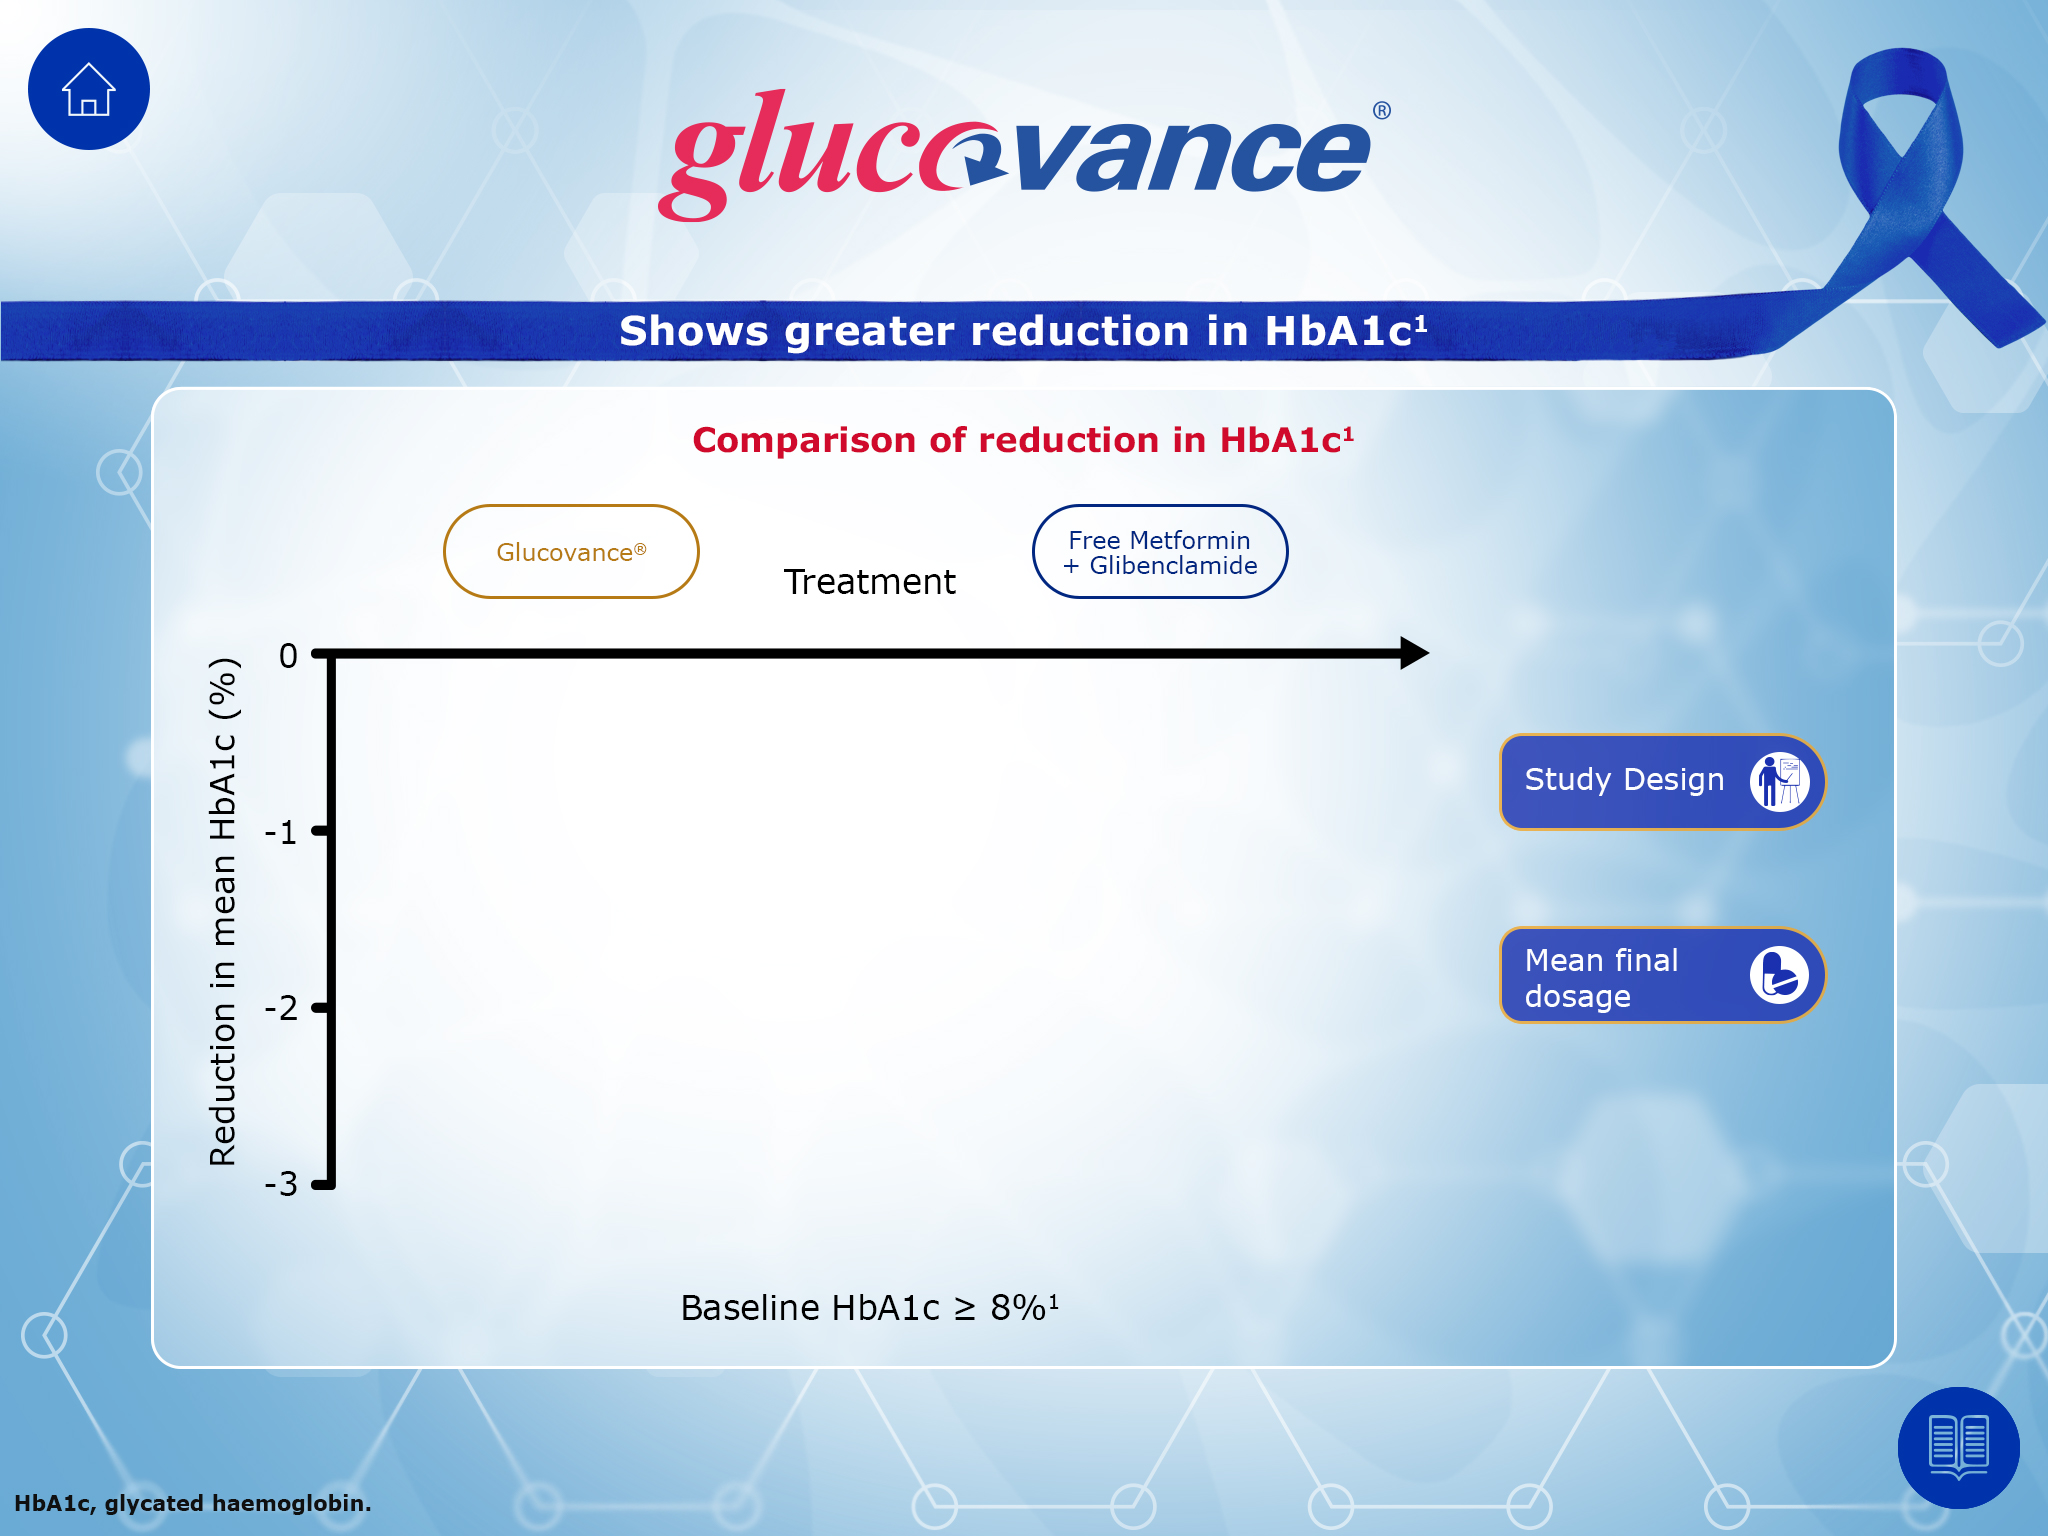 glucovance®
Shows greater reduction in HbA1c¹
Comparison of reduction in HbA1c¹
Glucovance®
Free Metformin
+ Glibenclamide
Treatment
Reduction in mean HbA1c (%)
0
-1
-2
-3
Study Design
Mean final
dosage
Baseline HbA1c ≥ 8%¹
HbA1c, glycated haemoglobin.